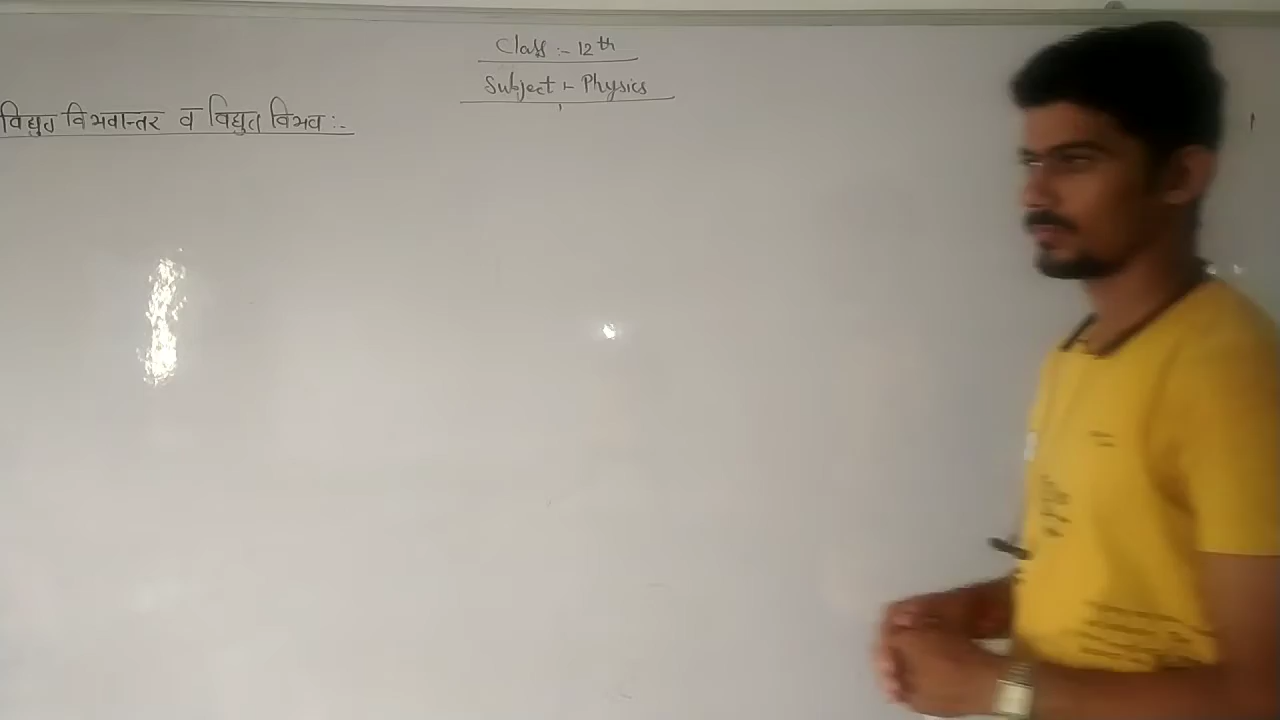 Class :- 12th
Subject :- Physics
विद्युत विभवान्तर व विद्युत विभव :-